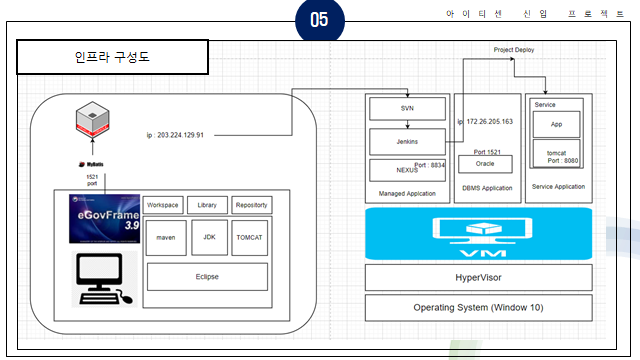 05
아이티센 신입 프로젝트
인프라 구성도
Project Deploy
ip : 203.224.129.91
MyBatis
1521
port
eGovFrame
3.9
Workspace
Library
Repositorty
maven
JDK
TOMCAT
Eclipse
SVN
Jenkins
NEXUS
Port : 8834
Managed Application
ip: 172.26.205.163
Port 1521
Oracle
DBMS Application
Service
App
tomcat
Port : 8080
Service Application
VM
HyperVisor
Operating System (Window 10)